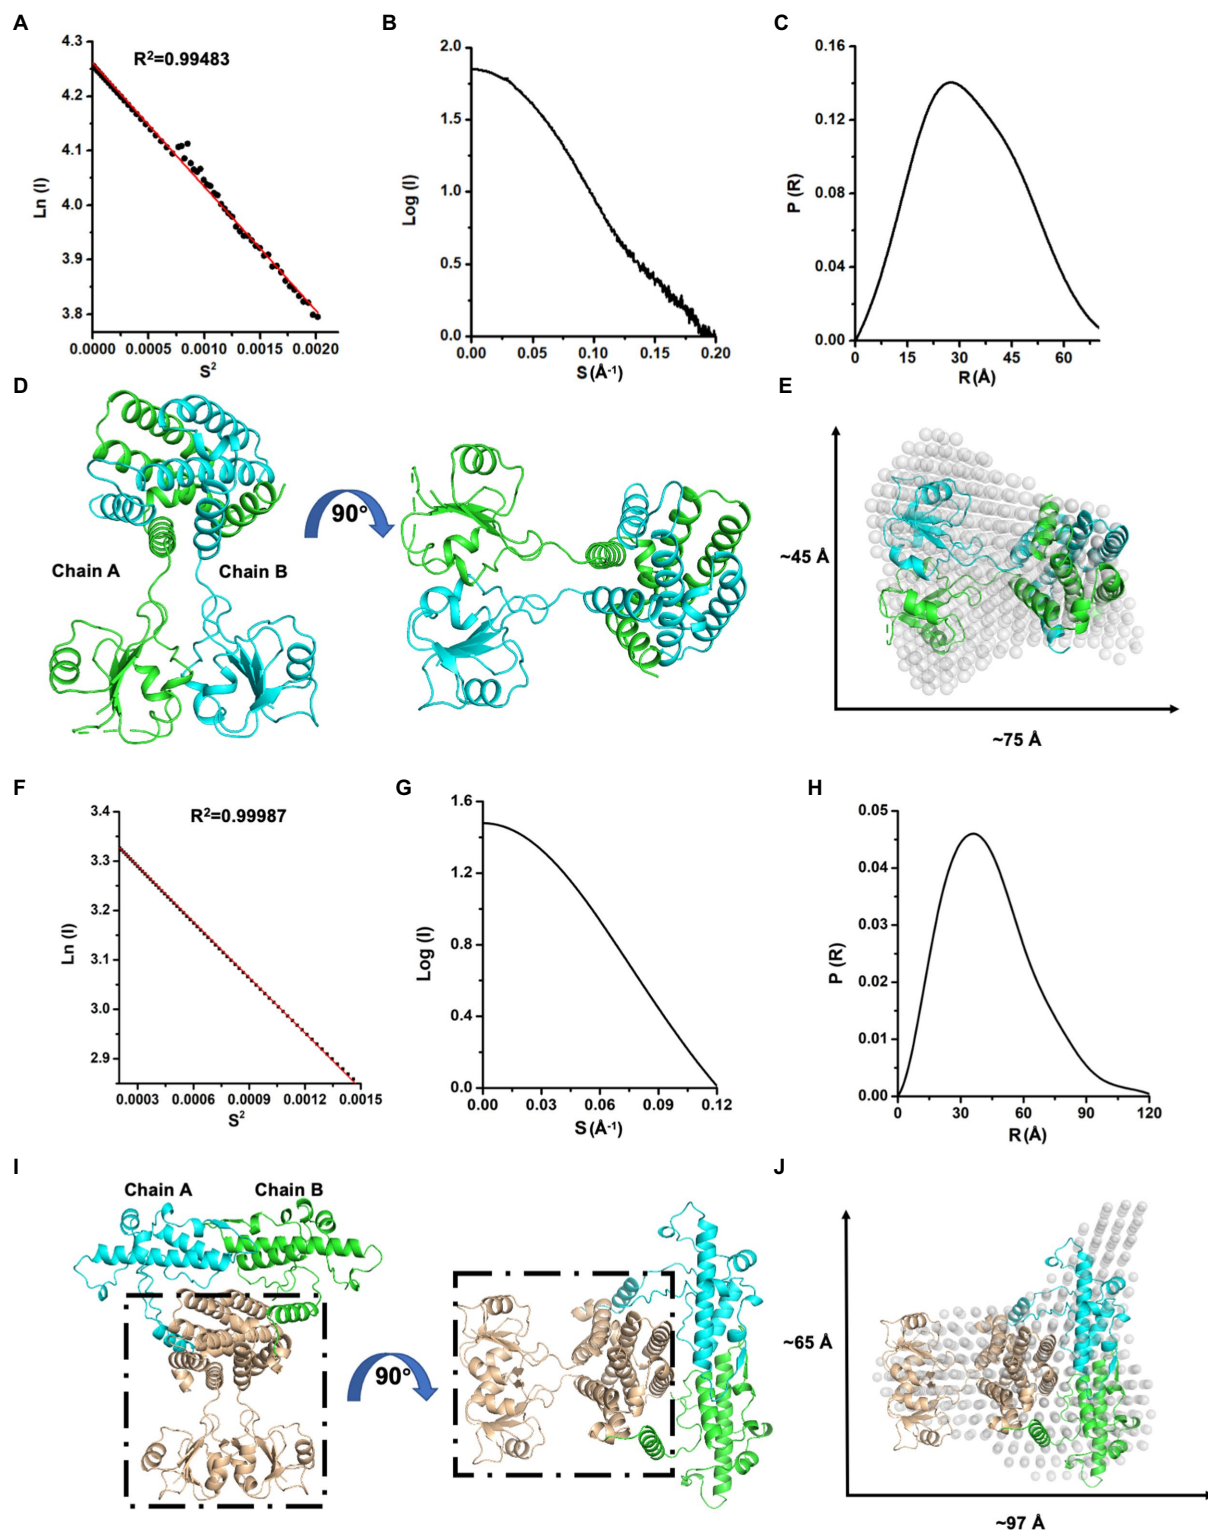 A
R²=0.99483
4.3
4.2
4.1
4.0
3.9
3.8
Ln (I)
0.0000 0.0005 0.0010 0.0015 0.0020
S²
B
2.0
1.5
1.0
0.5
0.0
Log (I)
0.00 0.05 0.10 0.15 0.20
S (Å⁻¹)
C
0.16
0.12
0.08
0.04
0.00
P (R)
0 15 30 45 60
R (Å)
D
Chain A
Chain B
90°
E
~45 Å
~75 Å
F
R²=0.99987
3.4
3.3
3.2
3.1
3.0
2.9
Ln (I)
0.0003 0.0006 0.0009 0.0012 0.0015
S²
G
1.6
1.2
0.8
0.4
0.0
Log (I)
0.00 0.03 0.06 0.09 0.12
S (Å⁻¹)
H
0.05
0.04
0.03
0.02
0.01
0.00
P (R)
0 30 60 90 120
R (Å)
I
Chain A
Chain B
90°
J
~65 Å
~97 Å